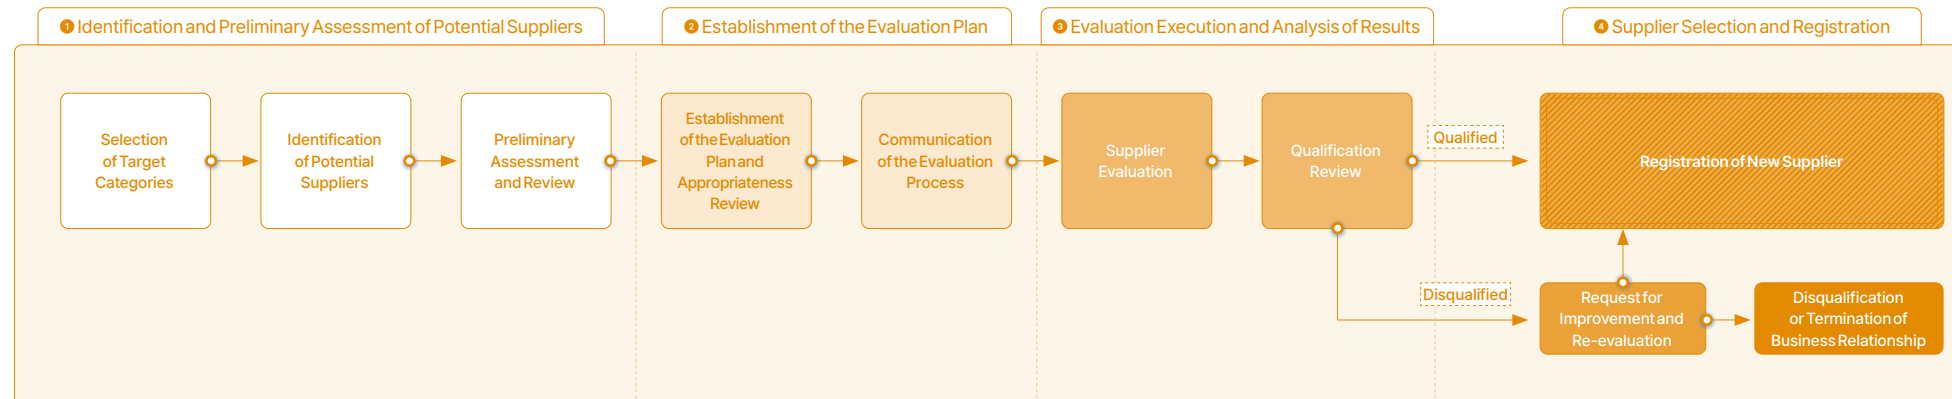 ❶ Identification and Preliminary Assessment of Potential Suppliers
❷ Establishment of the Evaluation Plan
❸ Evaluation Execution and Analysis of Results
❹ Supplier Selection and Registration
Selection
of Target
Categories
Identification
of Potential
Suppliers
Preliminary
Assessment
and Review
Establishment
of the Evaluation
Plan and
Appropriateness
Review
Communication
of the Evaluation
Process
Supplier
Evaluation
Qualification
Review
Qualified
Registration of New Supplier
Disqualified
Request for
Improvement and
Re-evaluation
Disqualification
or Termination of
Business Relationship